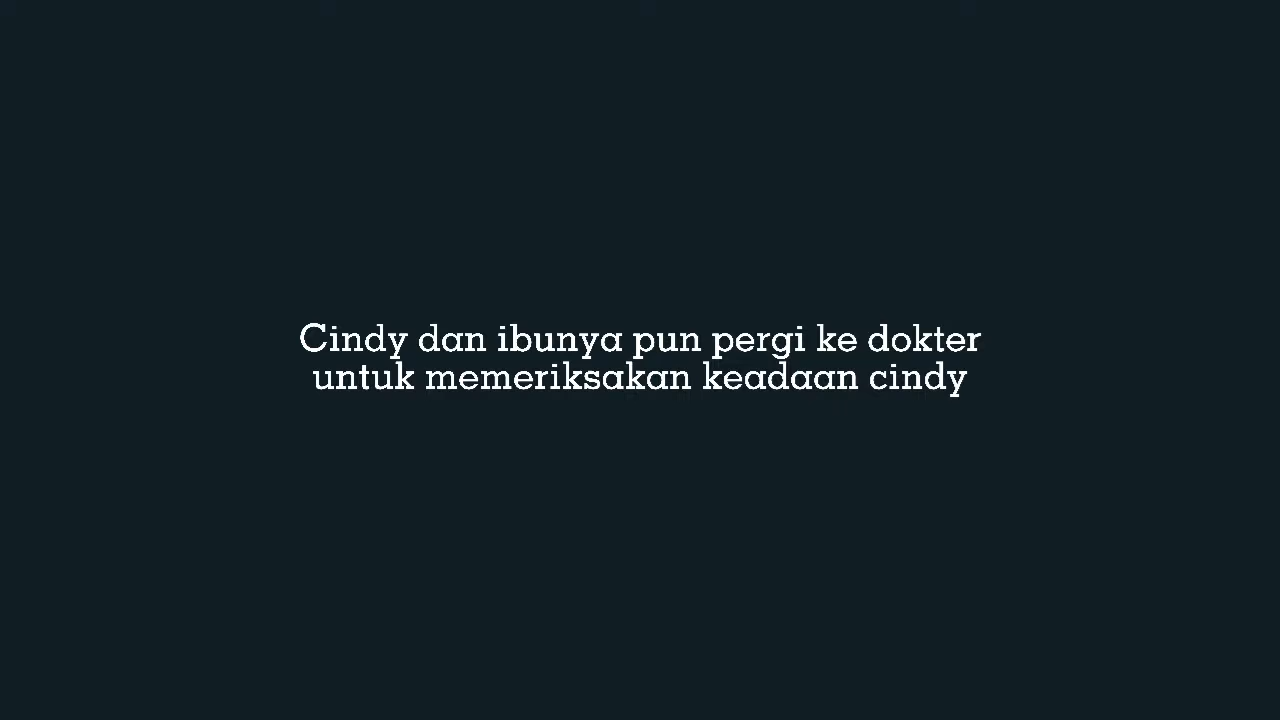 Cindy dan ibunya pun pergi ke dokter
untuk memeriksakan keadaan cindy